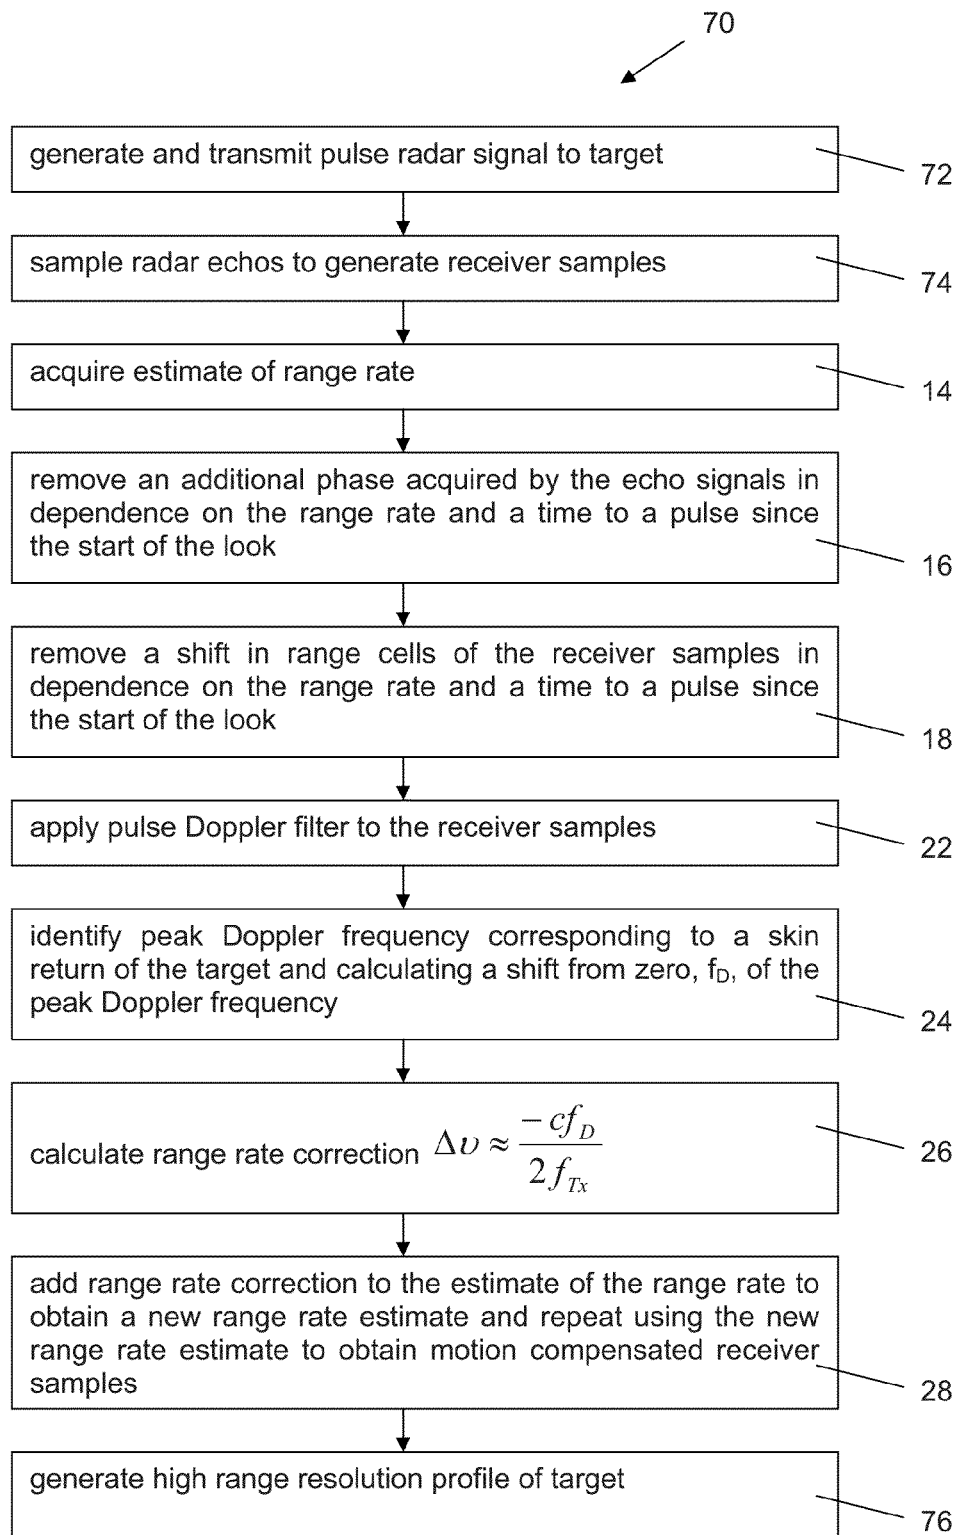 70
generate and transmit pulse radar signal to target
72
sample radar echos to generate receiver samples
74
acquire estimate of range rate
14
remove an additional phase acquired by the echo signals in
dependence on the range rate and a time to a pulse since
the start of the look
16
remove a shift in range cells of the receiver samples in
dependence on the range rate and a time to a pulse since
the start of the look
18
apply pulse Doppler filter to the receiver samples
22
identify peak Doppler frequency corresponding to a skin
return of the target and calculating a shift from zero, f_D, of the
peak Doppler frequency
24
calculate range rate correction Δυ ≈ −cf_D / 2f_Tx
26
add range rate correction to the estimate of the range rate to
obtain a new range rate estimate and repeat using the new
range rate estimate to obtain motion compensated receiver
samples
28
generate high range resolution profile of target
76